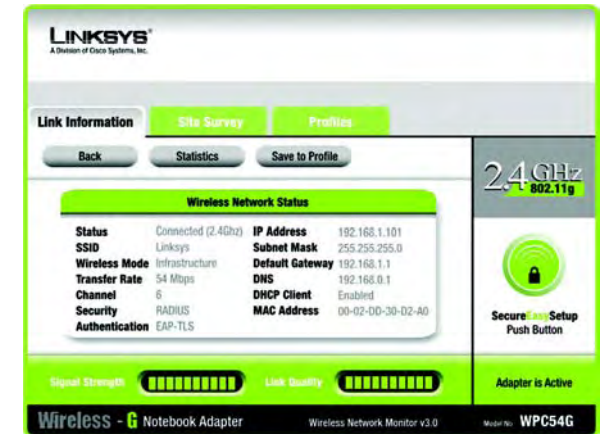 LINKSYS®
A Division of Cisco Systems, Inc.
Link Information Site Survey Profiles
Back Statistics Save to Profile
2.4 GHz
802.11g
Wireless Network Status
Status Connected (2.4Ghz) IP Address 192.168.1.101
SSID Linksys Subnet Mask 255.255.255.0
Wireless Mode Infrastructure Default Gateway 192.168.1.1
Transfer Rate 54 Mbps DNS 192.168.0.1
Channel 6 DHCP Client Enabled
Security RADIUS MAC Address 00-02-DD-30-D2-A0
Authentication EAP-TLS
SecureEasySetup
Push Button
Signal Strength Link Quality Adapter is Active
Wireless - G Notebook Adapter Wireless Network Monitor v3.0 Model No. WPC54G